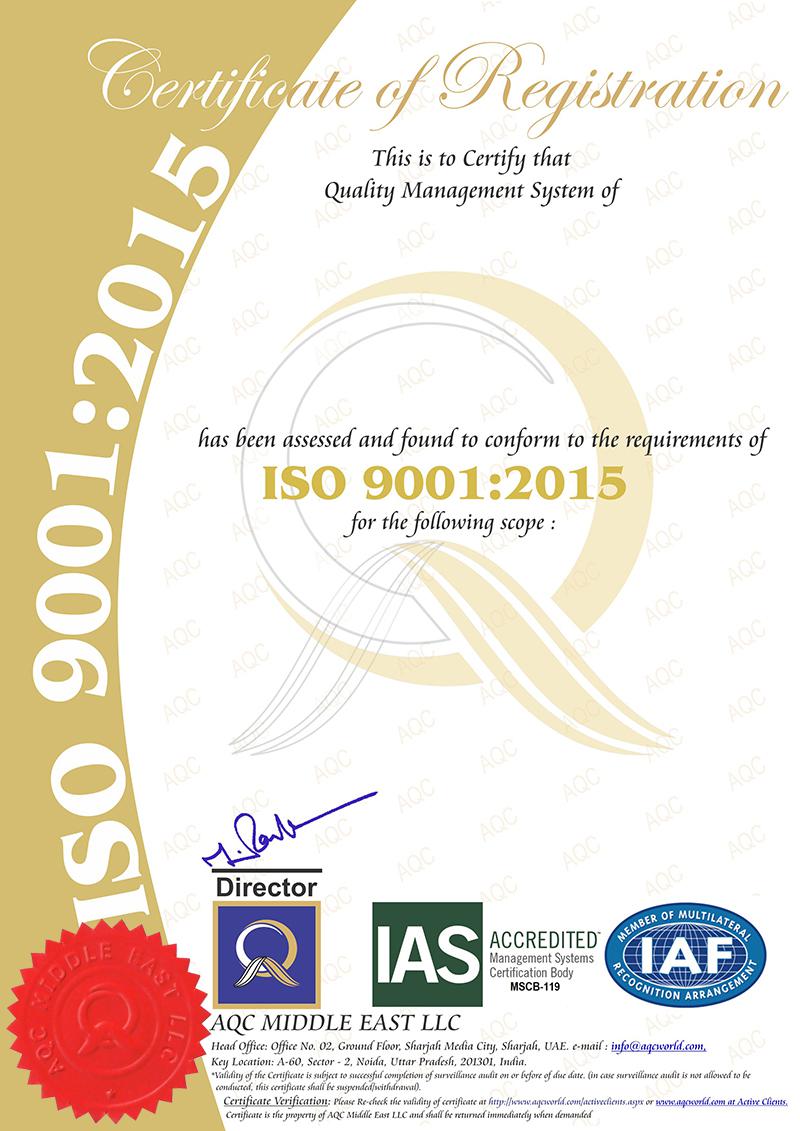 Certificate of Registration
This is to Certify that
Quality Management System of
ISO 9001:2015
has been assessed and found to conform to the requirements of
ISO 9001:2015
for the following scope :
Director
IAS
ACCREDITED™
Management Systems
Certification Body
MSCB-119
MEMBER OF MULTILATERAL
IAF
RECOGNITION ARRANGEMENT
AQC MIDDLE EAST LLC
AQC MIDDLE EAST LLC
Head Office: Office No. 02, Ground Floor, Sharjah Media City, Sharjah, UAE. e-mail : info@aqcworld.com,
Key Location: A-60, Sector - 2, Noida, Uttar Pradesh, 201301, India.
*Validity of the Certificate is subject to successful completion of surveillance audit on or before of due date. (in case surveillance audit is not allowed to be
conducted, this certificate shall be suspended/withdrawal).
Certificate Verification: Please Re-check the validity of certificate at http://www.aqcworld.com/activeclients.aspx or www.aqcworld.com at Active Clients.
Certificate is the property of AQC Middle East LLC and shall be returned immediately when demanded